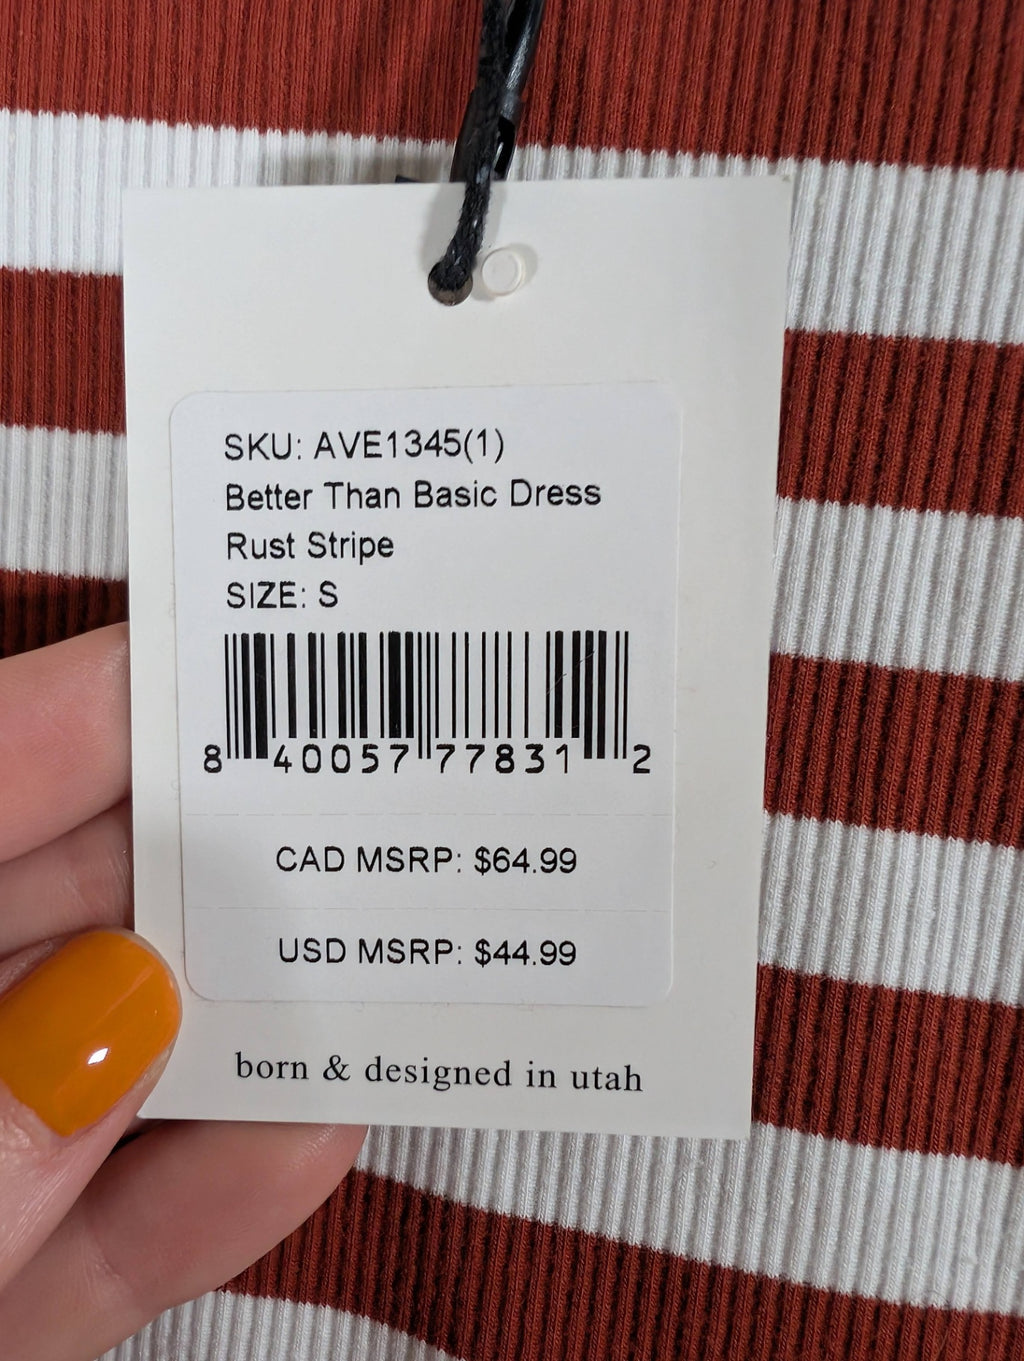 SKU: AVE1345(1)
Better Than Basic Dress
Rust Stripe
SIZE: S
8 40057 77831 2
CAD MSRP: $64.99
USD MSRP: $44.99
born & designed in utah